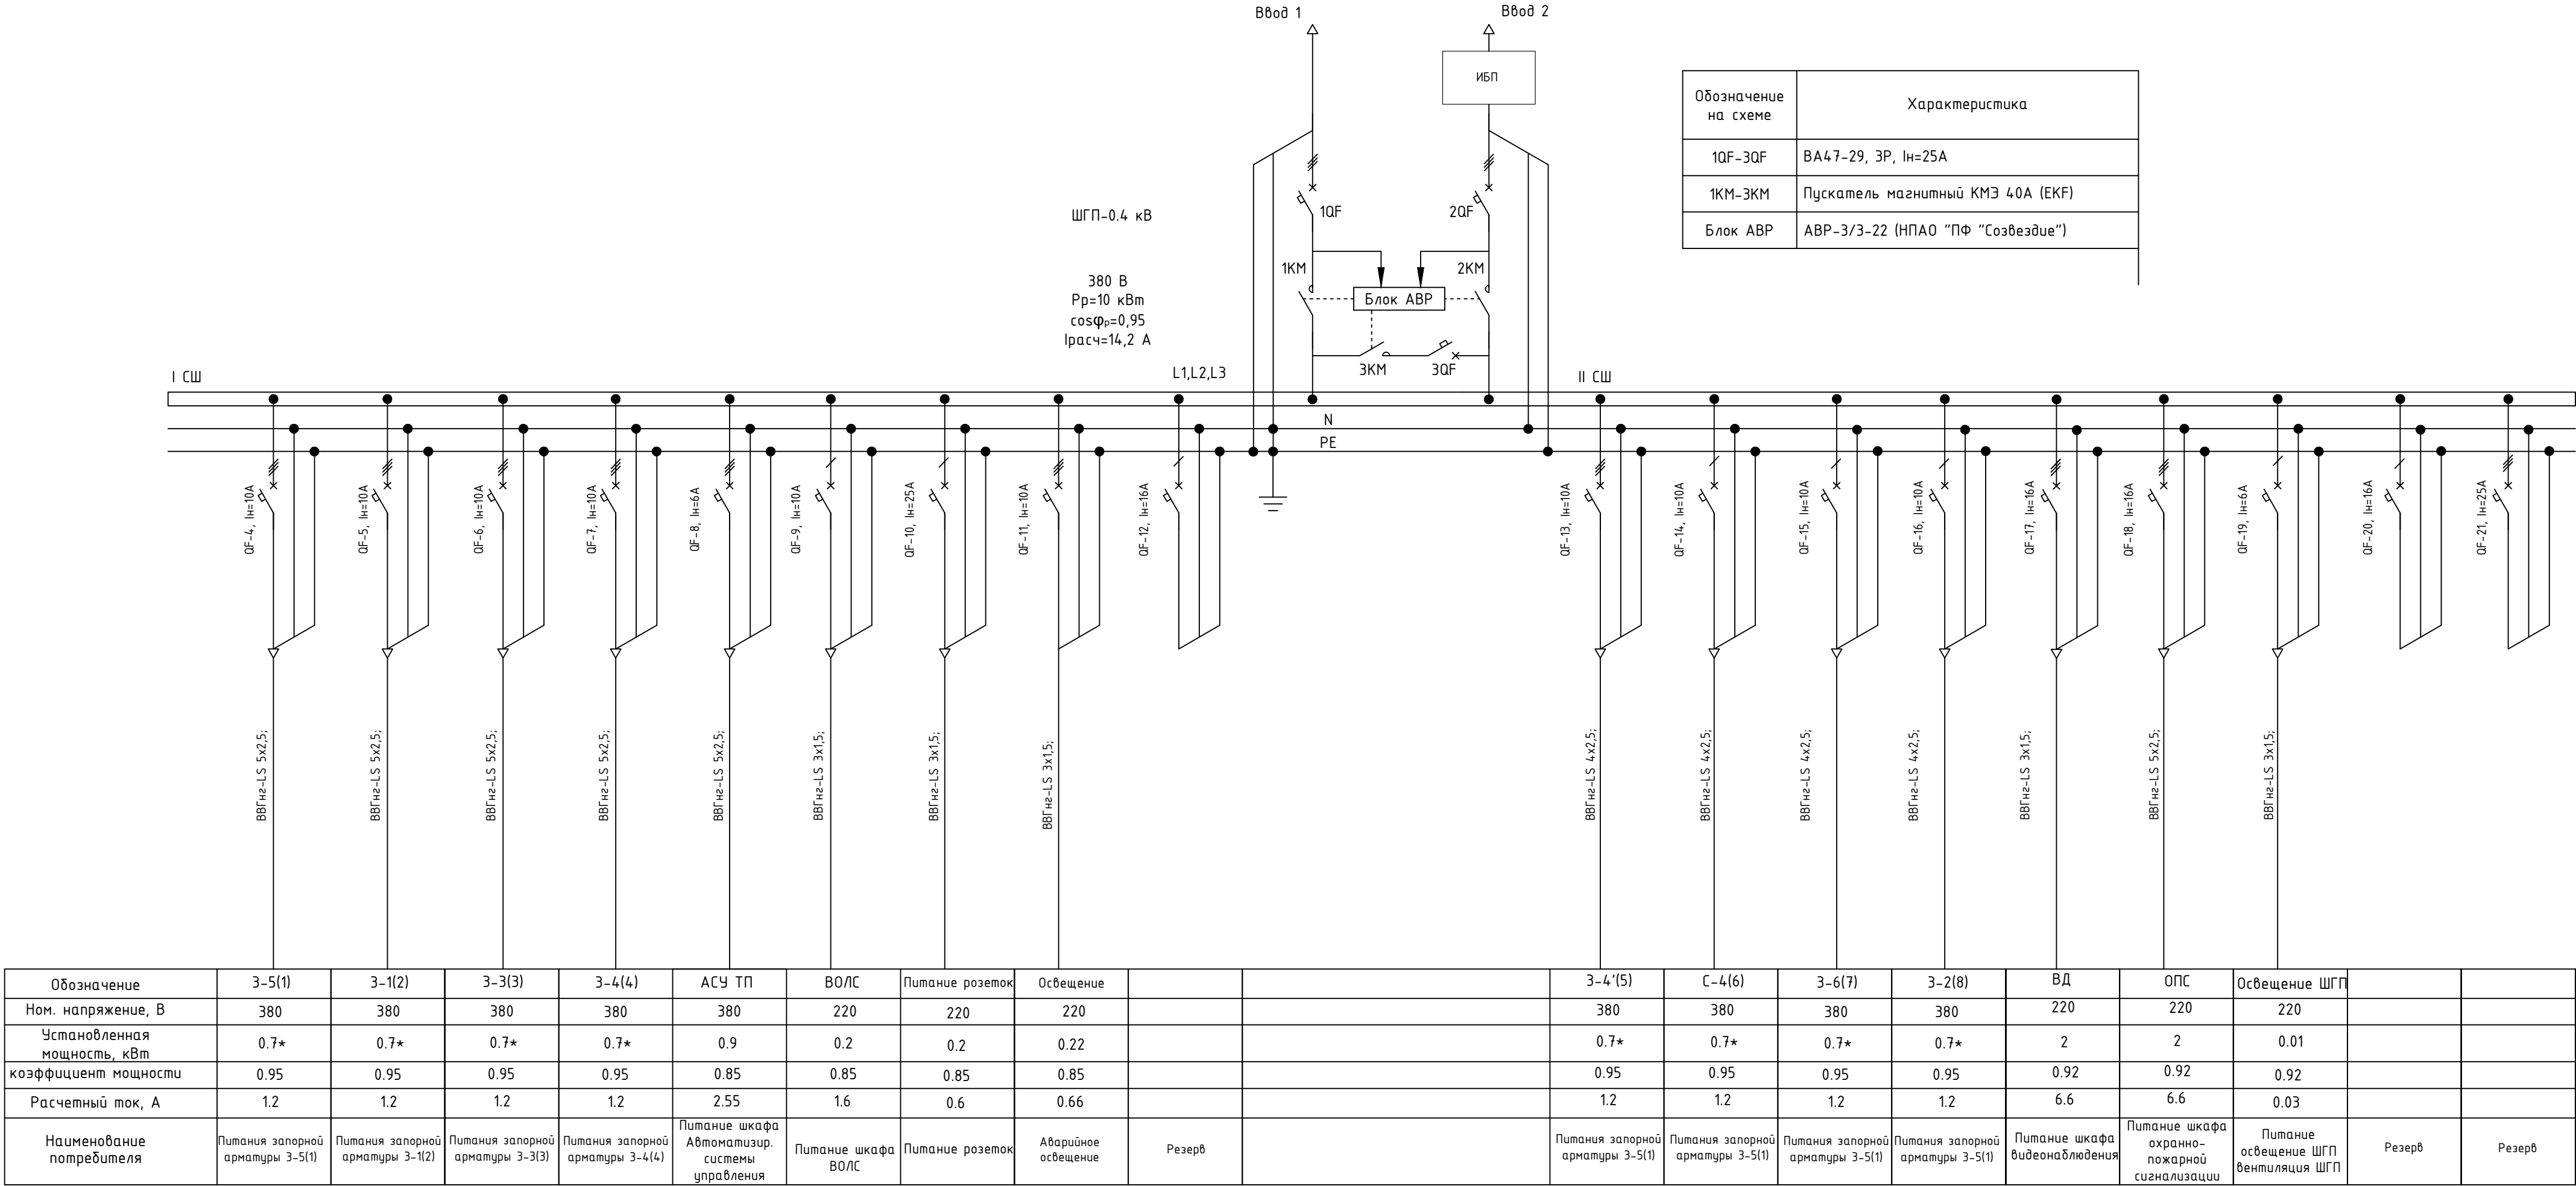 Ввод 1
Ввод 2
ИБП
Обозначение
на схеме
Характеристика
1QF-3QF
ВА47-29, 3P, Iн=25А
1КМ-3КМ
Пускатель магнитный КМЭ 40А (EKF)
Блок АВР
АВР-3/3-22 (НПАО "ПФ "Созвездие")
ШГП-0.4 кВ
1QF
2QF
1КМ
2КМ
Блок АВР
380 В
Pр=10 кВт
cosφр=0,95
Iрасч=14,2 А
3КМ
3QF
I СШ
L1,L2,L3
II СШ
N
PE
QF-4, Iн=10А
QF-5, Iн=10А
QF-6, Iн=10А
QF-7, Iн=10А
QF-8, Iн=6А
QF-9, Iн=10А
QF-10, Iн=25А
QF-11, Iн=10А
QF-12, Iн=16А
QF-13, Iн=10А
QF-14, Iн=10А
QF-15, Iн=10А
QF-16, Iн=10А
QF-17, Iн=16А
QF-18, Iн=16А
QF-19, Iн=6А
QF-20, Iн=16А
QF-21, Iн=25А
ВВГнг-LS 5х2,5;
ВВГнг-LS 5х2,5;
ВВГнг-LS 5х2,5;
ВВГнг-LS 5х2,5;
ВВГнг-LS 5х2,5;
ВВГнг-LS 3х1,5;
ВВГнг-LS 3х1,5;
ВВГнг-LS 3х1,5;
ВВГнг-LS 4х2,5;
ВВГнг-LS 4х2,5;
ВВГнг-LS 4х2,5;
ВВГнг-LS 4х2,5;
ВВГнг-LS 3х1,5;
ВВГнг-LS 5х2,5;
ВВГнг-LS 3х1,5;
Обозначение З-5(1) З-1(2) З-3(3) З-4(4) АСУ ТП ВОЛС Питание розеток Освещение З-4'(5) С-4(6) З-6(7) З-2(8) ВД ОПС Освещение ШГП
Ном. напряжение, В 380 380 380 380 380 220 220 220 380 380 380 380 220 220 220
Установленная
мощность, кВт 0.7* 0.7* 0.7* 0.7* 0.9 0.2 0.2 0.22 0.7* 0.7* 0.7* 0.7* 2 2 0.01
коэффициент мощности 0.95 0.95 0.95 0.95 0.85 0.85 0.85 0.85 0.95 0.95 0.95 0.95 0.92 0.92 0.92
Расчетный ток, А 1.2 1.2 1.2 1.2 2.55 1.6 0.6 0.66 1.2 1.2 1.2 1.2 6.6 6.6 0.03
Наименование
потребителя
Питания запорной
арматуры З-5(1)
Питания запорной
арматуры З-1(2)
Питания запорной
арматуры З-3(3)
Питания запорной
арматуры З-4(4)
Питание шкафа
Автоматизир.
системы
управления
Питание шкафа
ВОЛС
Питание розеток
Аварийное
освещение
Резерв
Питания запорной
арматуры З-5(1)
Питания запорной
арматуры З-5(1)
Питания запорной
арматуры З-5(1)
Питания запорной
арматуры З-5(1)
Питание шкафа
видеонаблюдения
Питание шкафа
охранно-
пожарной
сигнализации
Питание
освещение ШГП
вентиляция ШГП
Резерв
Резерв